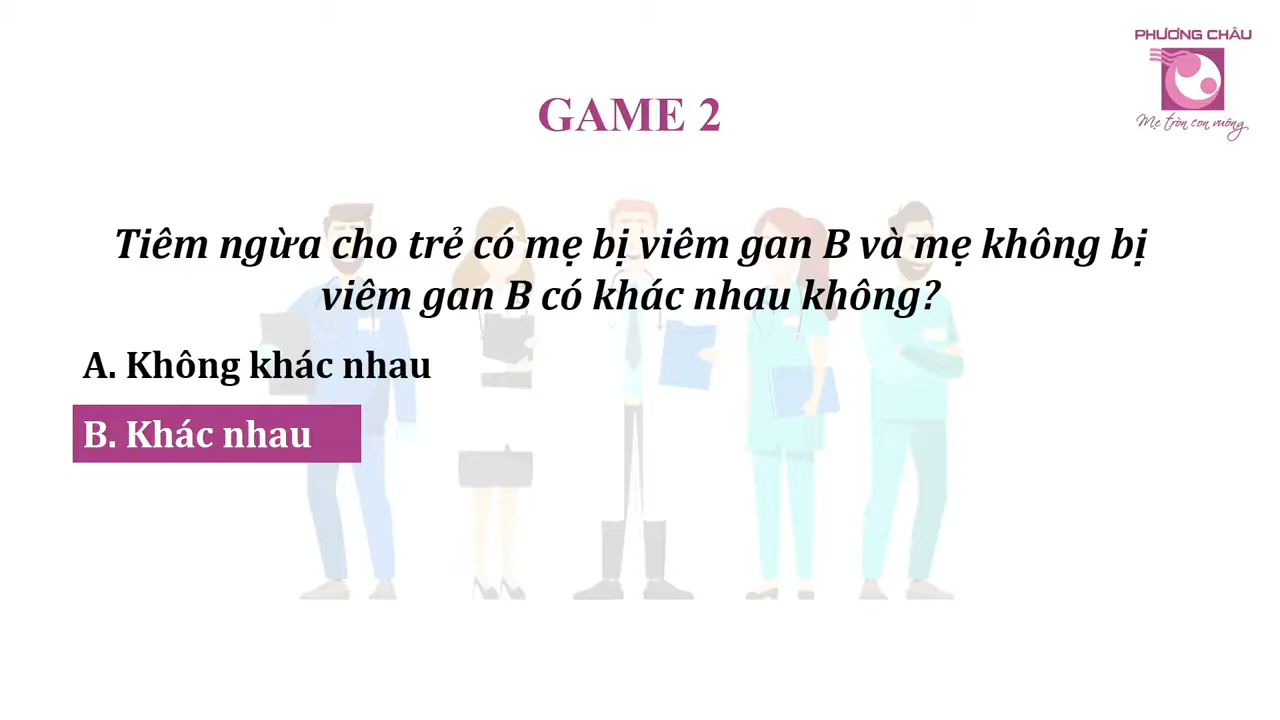 PHƯƠNG CHÂU
Mẹ tròn con vuông
GAME 2
Tiêm ngừa cho trẻ có mẹ bị viêm gan B và mẹ không bị
viêm gan B có khác nhau không?
A. Không khác nhau
B. Khác nhau